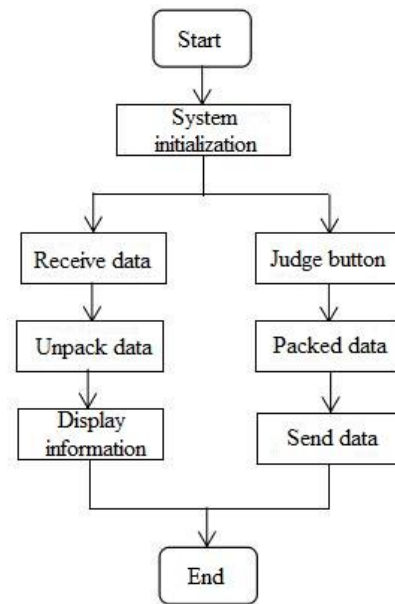 Start
System
initialization
Receive data
Judge button
Unpack data
Packed data
Display
information
Send data
End